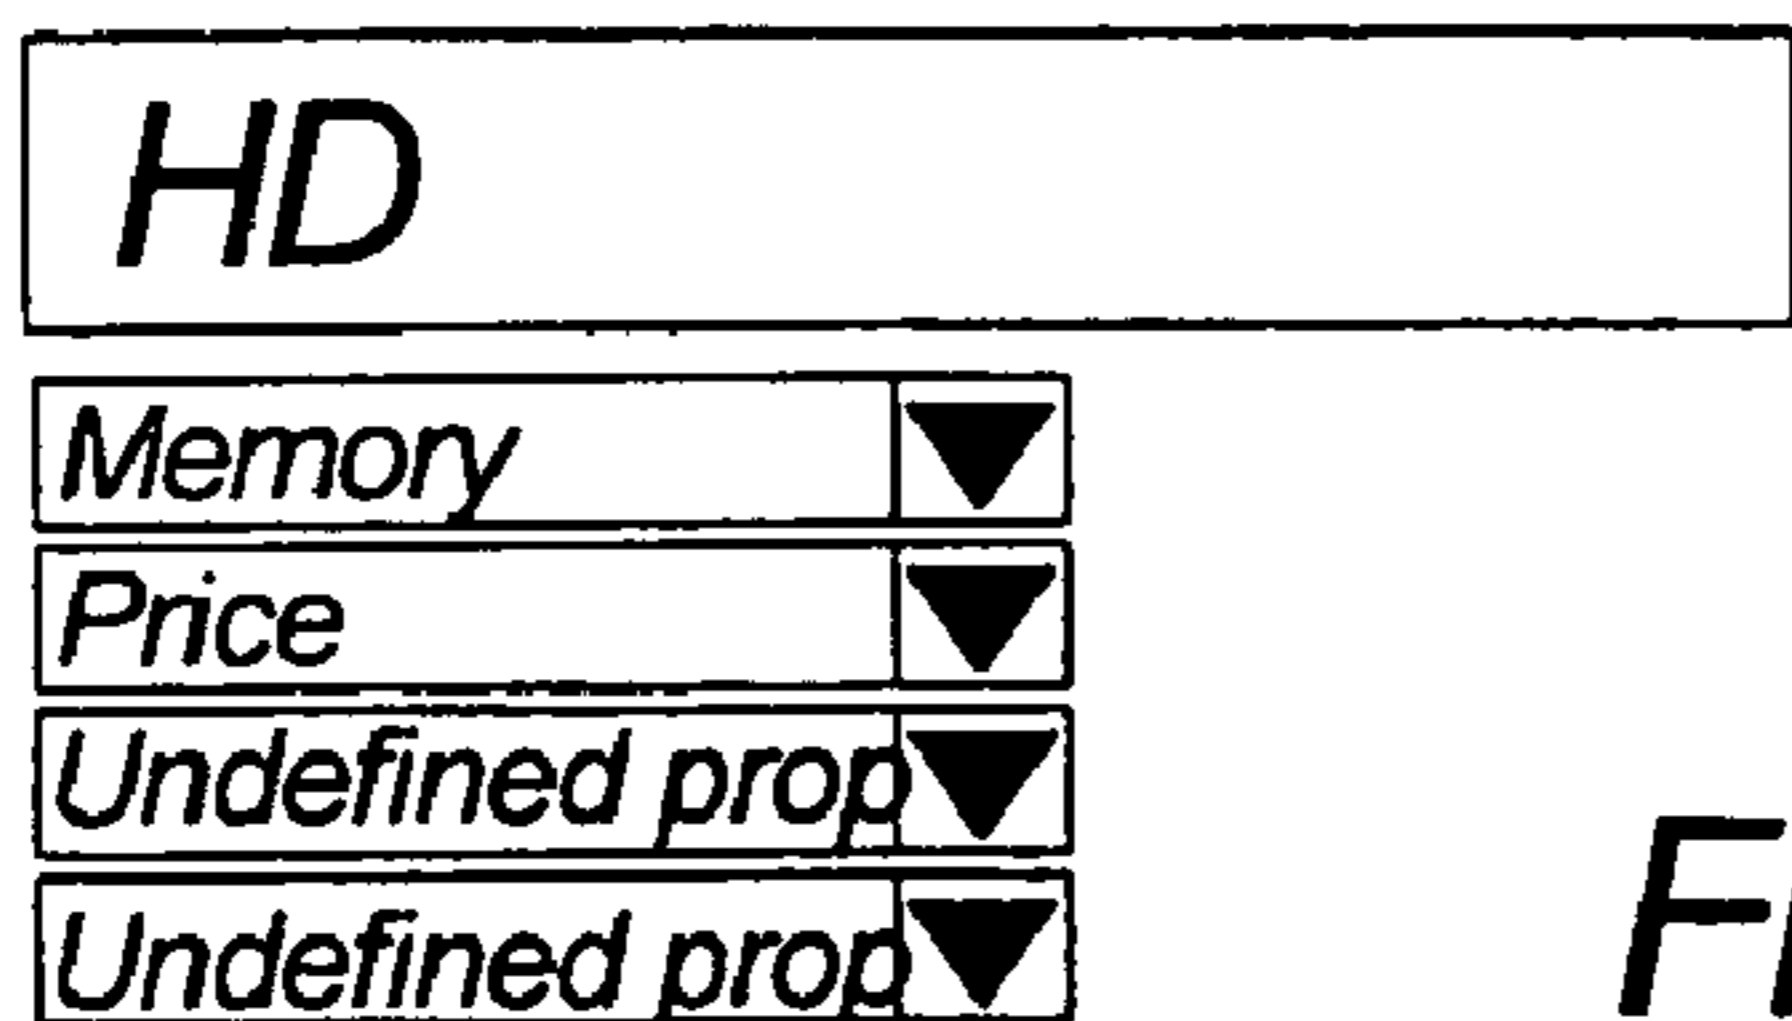 HD
Memory
Price
Undefined prop
Undefined prop